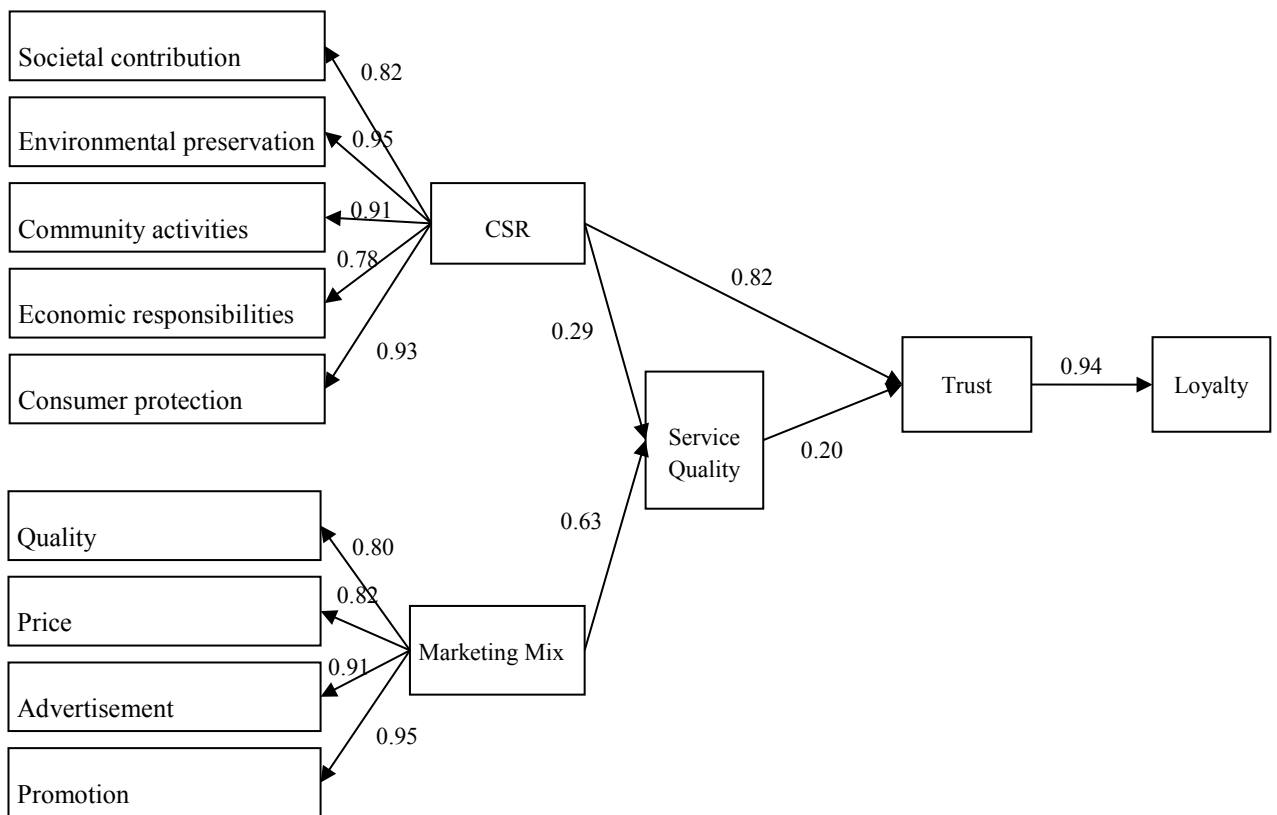 Societal contribution
0.82
Environmental preservation
0.95
Community activities
0.91
CSR
0.78
Economic responsibilities
0.93
Consumer protection
0.82
0.29
Trust
0.94
Loyalty
Service
Quality
0.20
0.63
Quality
0.80
Price
0.82
Marketing Mix
Advertisement
0.91
0.95
Promotion